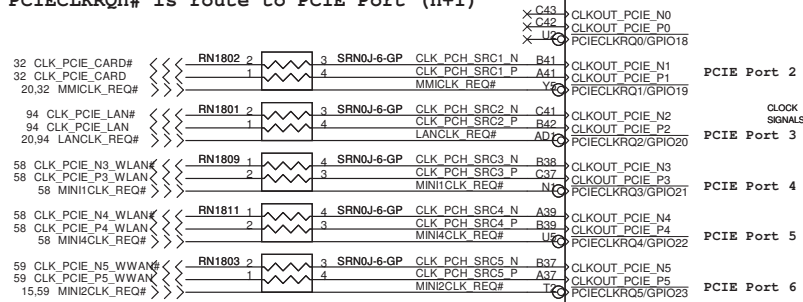 PCIECLKRQn# is route to PCIE Port (n+1)
C43 CLKOUT_PCIE_N0
C42 CLKOUT_PCIE_P0
U2 PCIECLKRQ0/GPIO18
32 CLK_PCIE_CARD# RN1802 2 3 SRN0J-6-GP CLK_PCH_SRC1_N B41 CLKOUT_PCIE_N1
32 CLK_PCIE_CARD 1 4 CLK_PCH_SRC1_P A41 CLKOUT_PCIE_P1 PCIE Port 2
20,32 MMICLK_REQ# MMICLK_REQ# Y5 PCIECLKRQ1/GPIO19
CLOCK
SIGNALS
94 CLK_PCIE_LAN# RN1801 2 3 SRN0J-6-GP CLK_PCH_SRC2_N C41 CLKOUT_PCIE_N2
94 CLK_PCIE_LAN 1 4 CLK_PCH_SRC2_P B42 CLKOUT_PCIE_P2 PCIE Port 3
20,94 LANCLK_REQ# LANCLK_REQ# AD1 PCIECLKRQ2/GPIO20
58 CLK_PCIE_N3_WLAN# RN1809 1 4 SRN0J-6-GP CLK_PCH_SRC3_N B38 CLKOUT_PCIE_N3
58 CLK_PCIE_P3_WLAN 2 3 CLK_PCH_SRC3_P C37 CLKOUT_PCIE_P3 PCIE Port 4
58 MINI1CLK_REQ# MINI1CLK_REQ# N1 PCIECLKRQ3/GPIO21
58 CLK_PCIE_N4_WLAN# RN1811 1 4 SRN0J-6-GP CLK_PCH_SRC4_N A39 CLKOUT_PCIE_N4
58 CLK_PCIE_P4_WLAN 2 3 CLK_PCH_SRC4_P B39 CLKOUT_PCIE_P4 PCIE Port 5
58 MINI4CLK_REQ# MINI4CLK_REQ# U5 PCIECLKRQ4/GPIO22
59 CLK_PCIE_N5_WWAN# RN1803 2 3 SRN0J-6-GP CLK_PCH_SRC5_N B37 CLKOUT_PCIE_N5
59 CLK_PCIE_P5_WWAN 1 4 CLK_PCH_SRC5_P A37 CLKOUT_PCIE_P5 PCIE Port 6
15,59 MINI2CLK_REQ# MINI2CLK_REQ# T2 PCIECLKRQ5/GPIO23